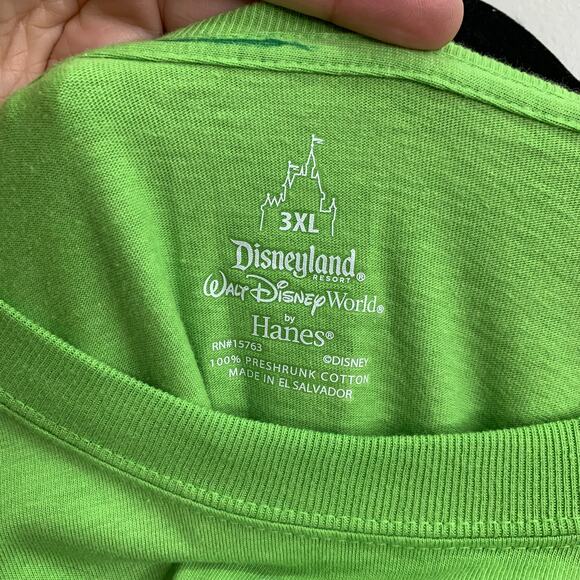 3XL
Disneyland®
RESORT
WALT DISNEY World®
by
Hanes®
RN#15763 ©DISNEY
100% PRESHRUNK COTTON
MADE IN EL SALVADOR